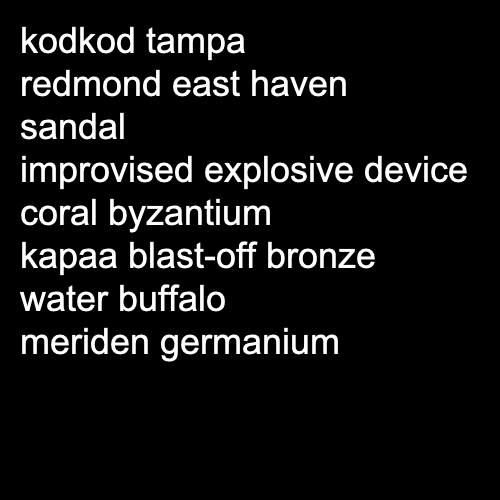 kodkod tampa
redmond east haven
sandal
improvised explosive device
coral byzantium
kapaa blast-off bronze
water buffalo
meriden germanium